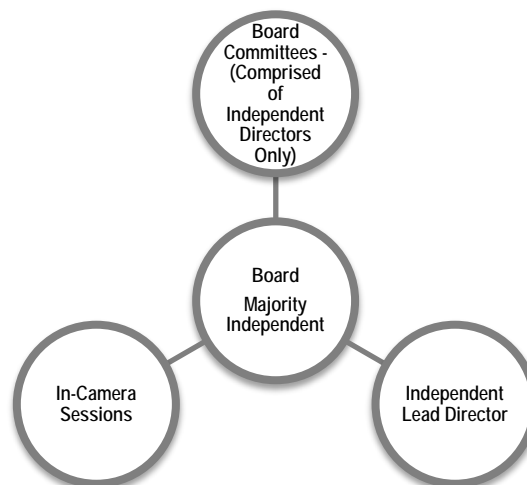 Board
Committees -
(Comprised
of
Independent
Directors
Only)
Board
Majority
Independent
In-Camera
Sessions
Independent
Lead Director